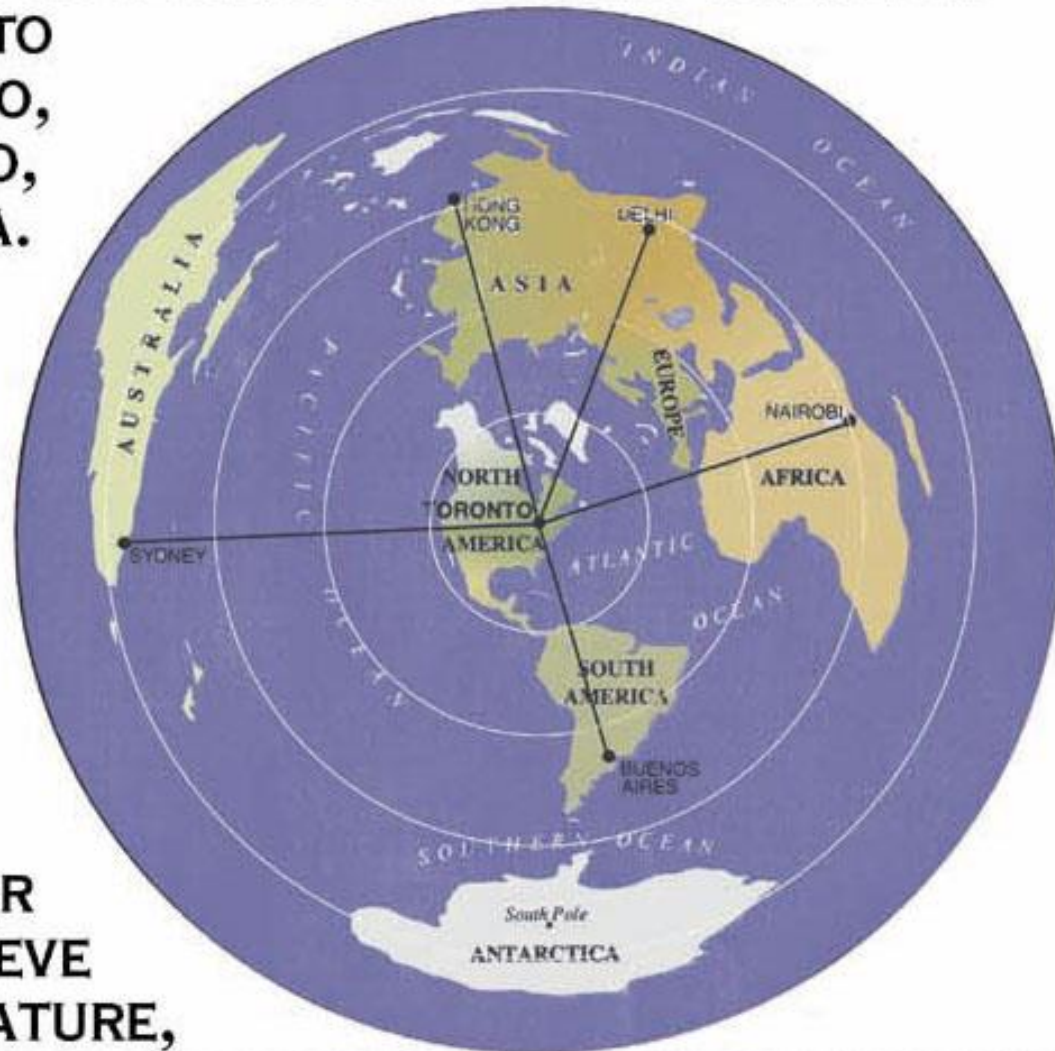 TO
O,
O,
A.
INDIAN OCEAN
HONG
KONG
DELHI
ASIA
AUSTRALIA
PACIFIC OCEAN
EUROPE
NAIROBI
AFRICA
NORTH
TORONTO
AMERICA
ATLANTIC
OCEAN
SYDNEY
SOUTH
AMERICA
BUENOS
AIRES
SOUTHERN OCEAN
South Pole
ANTARCTICA
R
EVE
ATURE,